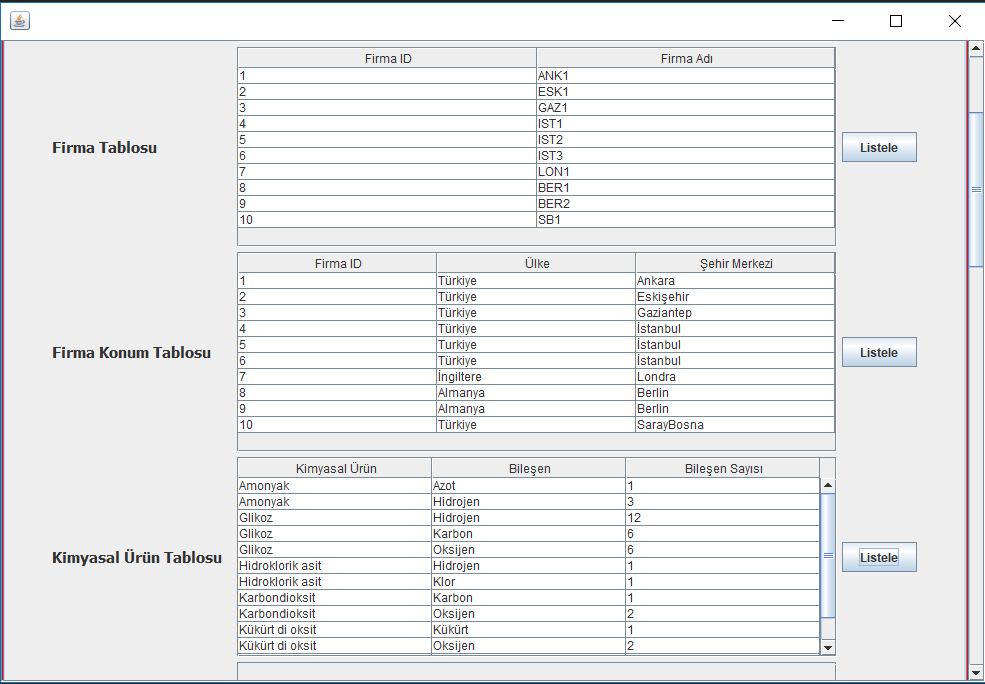 Firma ID Firma Adı
1 ANK1
2 ESK1
3 GAZ1
4 IST1
5 IST2
6 IST3
7 LON1
8 BER1
9 BER2
10 SB1
Firma Tablosu
Listele
Firma ID Ülke Şehir Merkezi
1 Türkiye Ankara
2 Türkiye Eskişehir
3 Türkiye Gaziantep
4 Türkiye İstanbul
5 Turkiye İstanbul
6 Türkiye İstanbul
7 İngiltere Londra
8 Almanya Berlin
9 Almanya Berlin
10 Türkiye SarayBosna
Firma Konum Tablosu
Listele
Kimyasal Ürün Bileşen Bileşen Sayısı
Amonyak Azot 1
Amonyak Hidrojen 3
Glikoz Hidrojen 12
Glikoz Karbon 6
Glikoz Oksijen 6
Hidroklorik asit Hidrojen 1
Hidroklorik asit Klor 1
Karbondioksit Karbon 1
Karbondioksit Oksijen 2
Kükürt di oksit Kükürt 1
Kükürt di oksit Oksijen 2
Kimyasal Ürün Tablosu
Listele